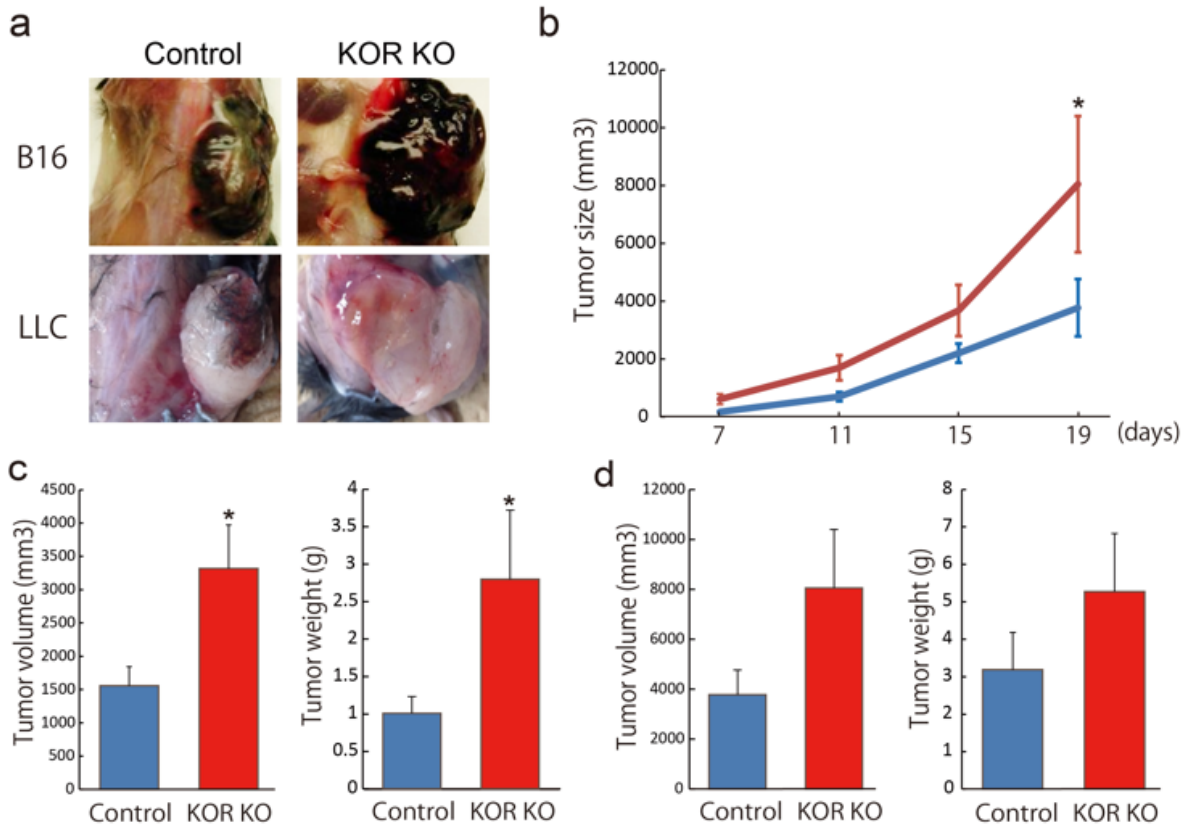 a
Control KOR KO
B16
LLC
b
Tumor size (mm3)
12000
10000
8000
6000
4000
2000
0
*
7 11 15 19 (days)
c
Tumor volume (mm3)
4500
4000
3500
3000
2500
2000
1500
1000
500
0
*
Control KOR KO
Tumor weight (g)
4
3.5
3
2.5
2
1.5
1
0.5
0
*
Control KOR KO
d
Tumor volume (mm3)
12000
10000
8000
6000
4000
2000
0
Control KOR KO
Tumor weight (g)
8
7
6
5
4
3
2
1
0
Control KOR KO